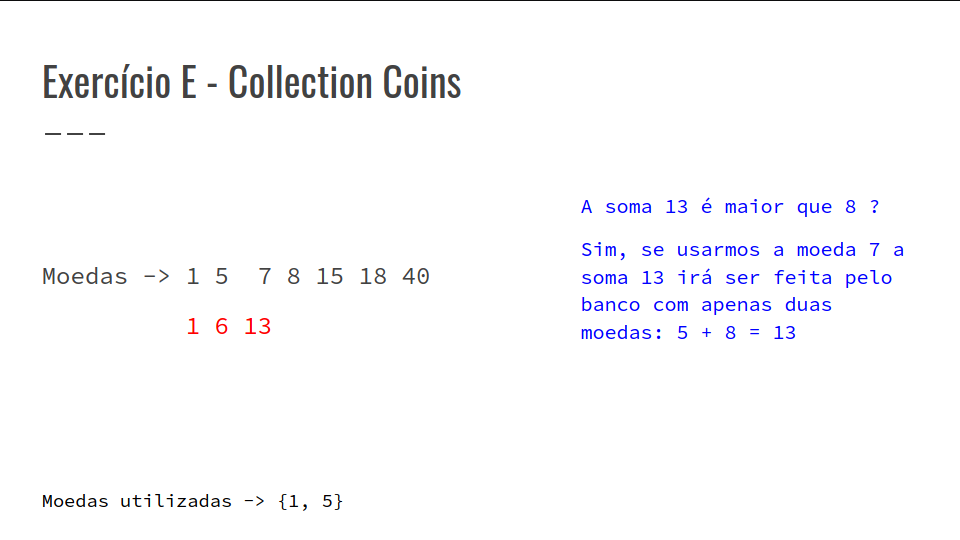 Exercício E - Collection Coins
A soma 13 é maior que 8 ?
Sim, se usarmos a moeda 7 a
soma 13 irá ser feita pelo
banco com apenas duas
moedas: 5 + 8 = 13
Moedas -> 1 5 7 8 15 18 40
1 6 13
Moedas utilizadas -> {1, 5}